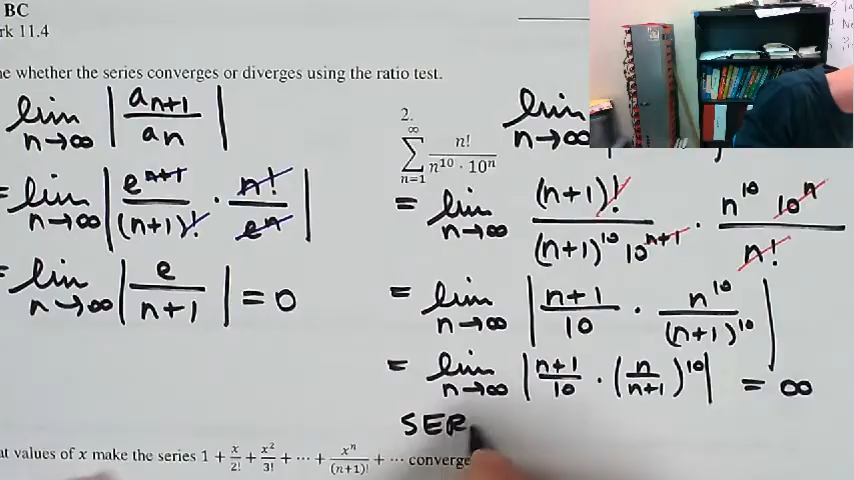 BC
rk 11.4
ne whether the series converges or diverges using the ratio test.
lim n→∞ | a_{n+1} / a_n |
= lim n→∞ | e^{n+1} / (n+1)! · n! / e^n |
= lim n→∞ | e / n+1 | = 0
2.
∑_{n=1}^{∞} n! / n^{10} · 10^n
lim n→∞
= lim n→∞ (n+1)! / (n+1)^{10} 10^{n+1} · n^{10} 10^n / n!
= lim n→∞ | n+1 / 10 · n^{10} / (n+1)^{10} |
= lim n→∞ | n+1 / 10 · (n / n+1)^{10} | = ∞
SER
at values of x make the series 1 + x/2! + x^2/3! + ⋯ + x^n/(n+1)! + ⋯ converge